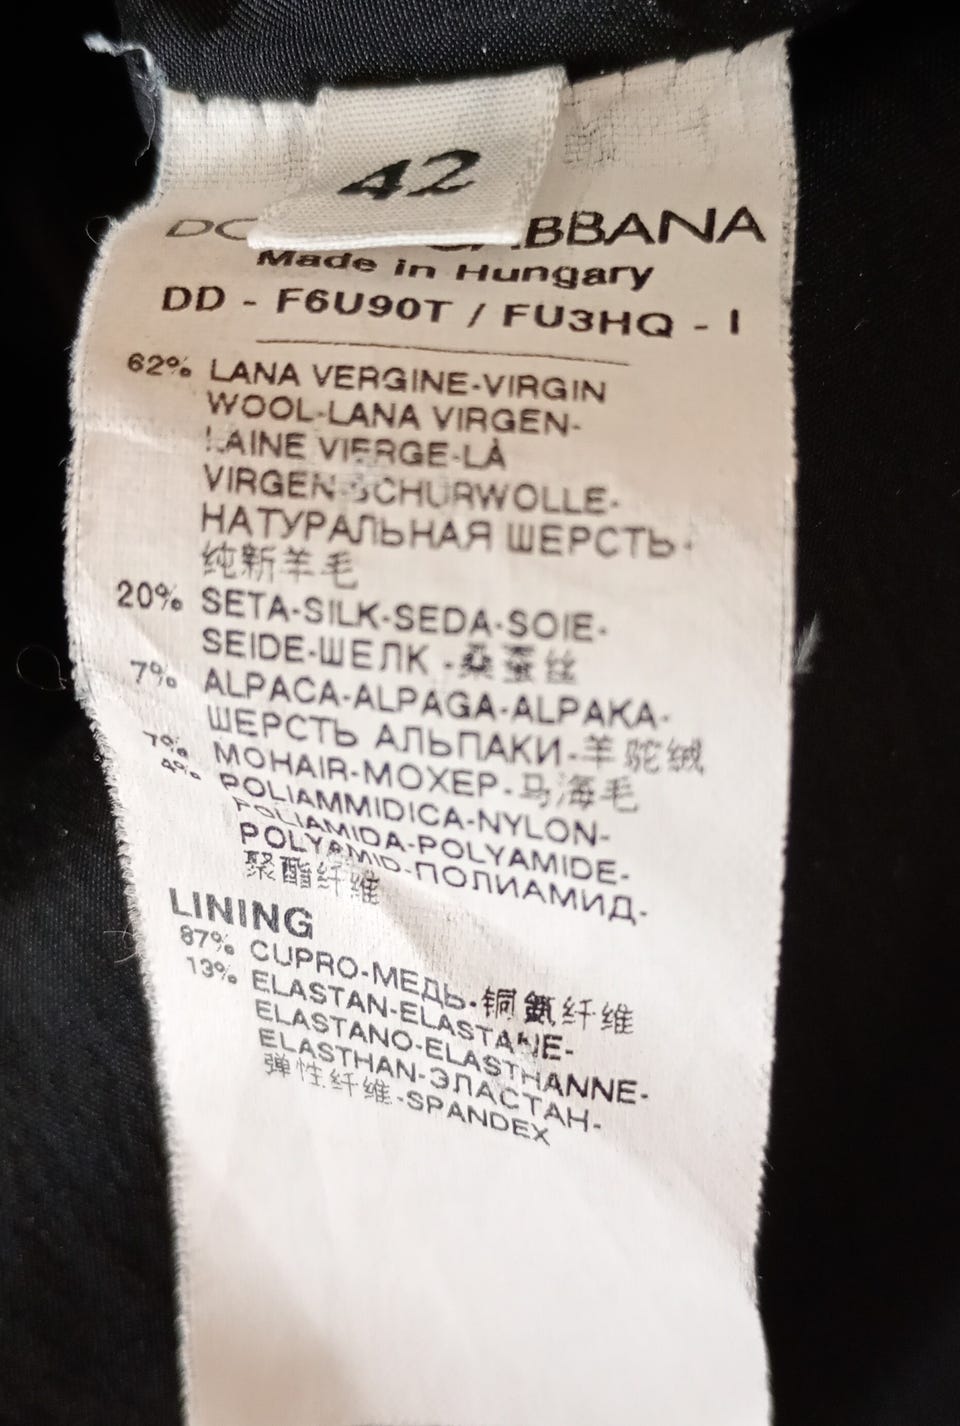 42
BBANA
Made in Hungary
DD - F6U90T / FU3HQ - I
62% LANA VERGINE-VIRGIN
WOOL-LANA VIRGEN-
LAINE VIERGE-LÀ
VIRGEN-SCHURWOLLE-
НАТУРАЛЬНАЯ ШЕРСТЬ-
纯新羊毛
20% SETA-SILK-SEDA-SOIE-
SEIDE-ШЕЛК -桑蚕丝
7% ALPACA-ALPAGA-ALPAKA-
ШЕРСТЬ АЛЬПАКИ-羊驼绒
7% MOHAIR-МОХЕР-马海毛
4% POLIAMMIDICA-NYLON-
POLIAMIDA-POLYAMIDE-
POLYAMID-ПОЛИАМИД-
聚酯纤维
LINING
87% CUPRO-МЕДЬ-铜氨纤维
13% ELASTAN-ELASTANE-
ELASTANO-ELASTHANNE-
ELASTHAN-ЭЛАСТАН-
弹性纤维-SPANDEX